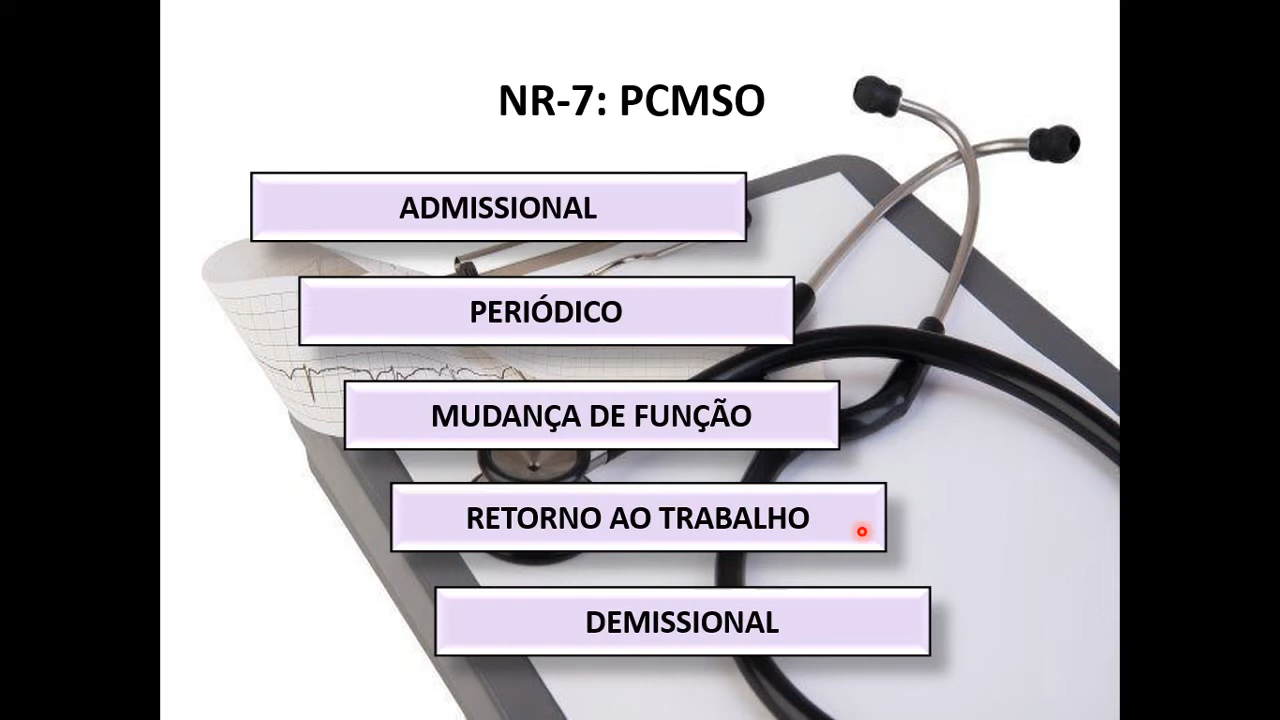 NR-7: PCMSO
ADMISSIONAL
PERIÓDICO
MUDANÇA DE FUNÇÃO
RETORNO AO TRABALHO
DEMISSIONAL